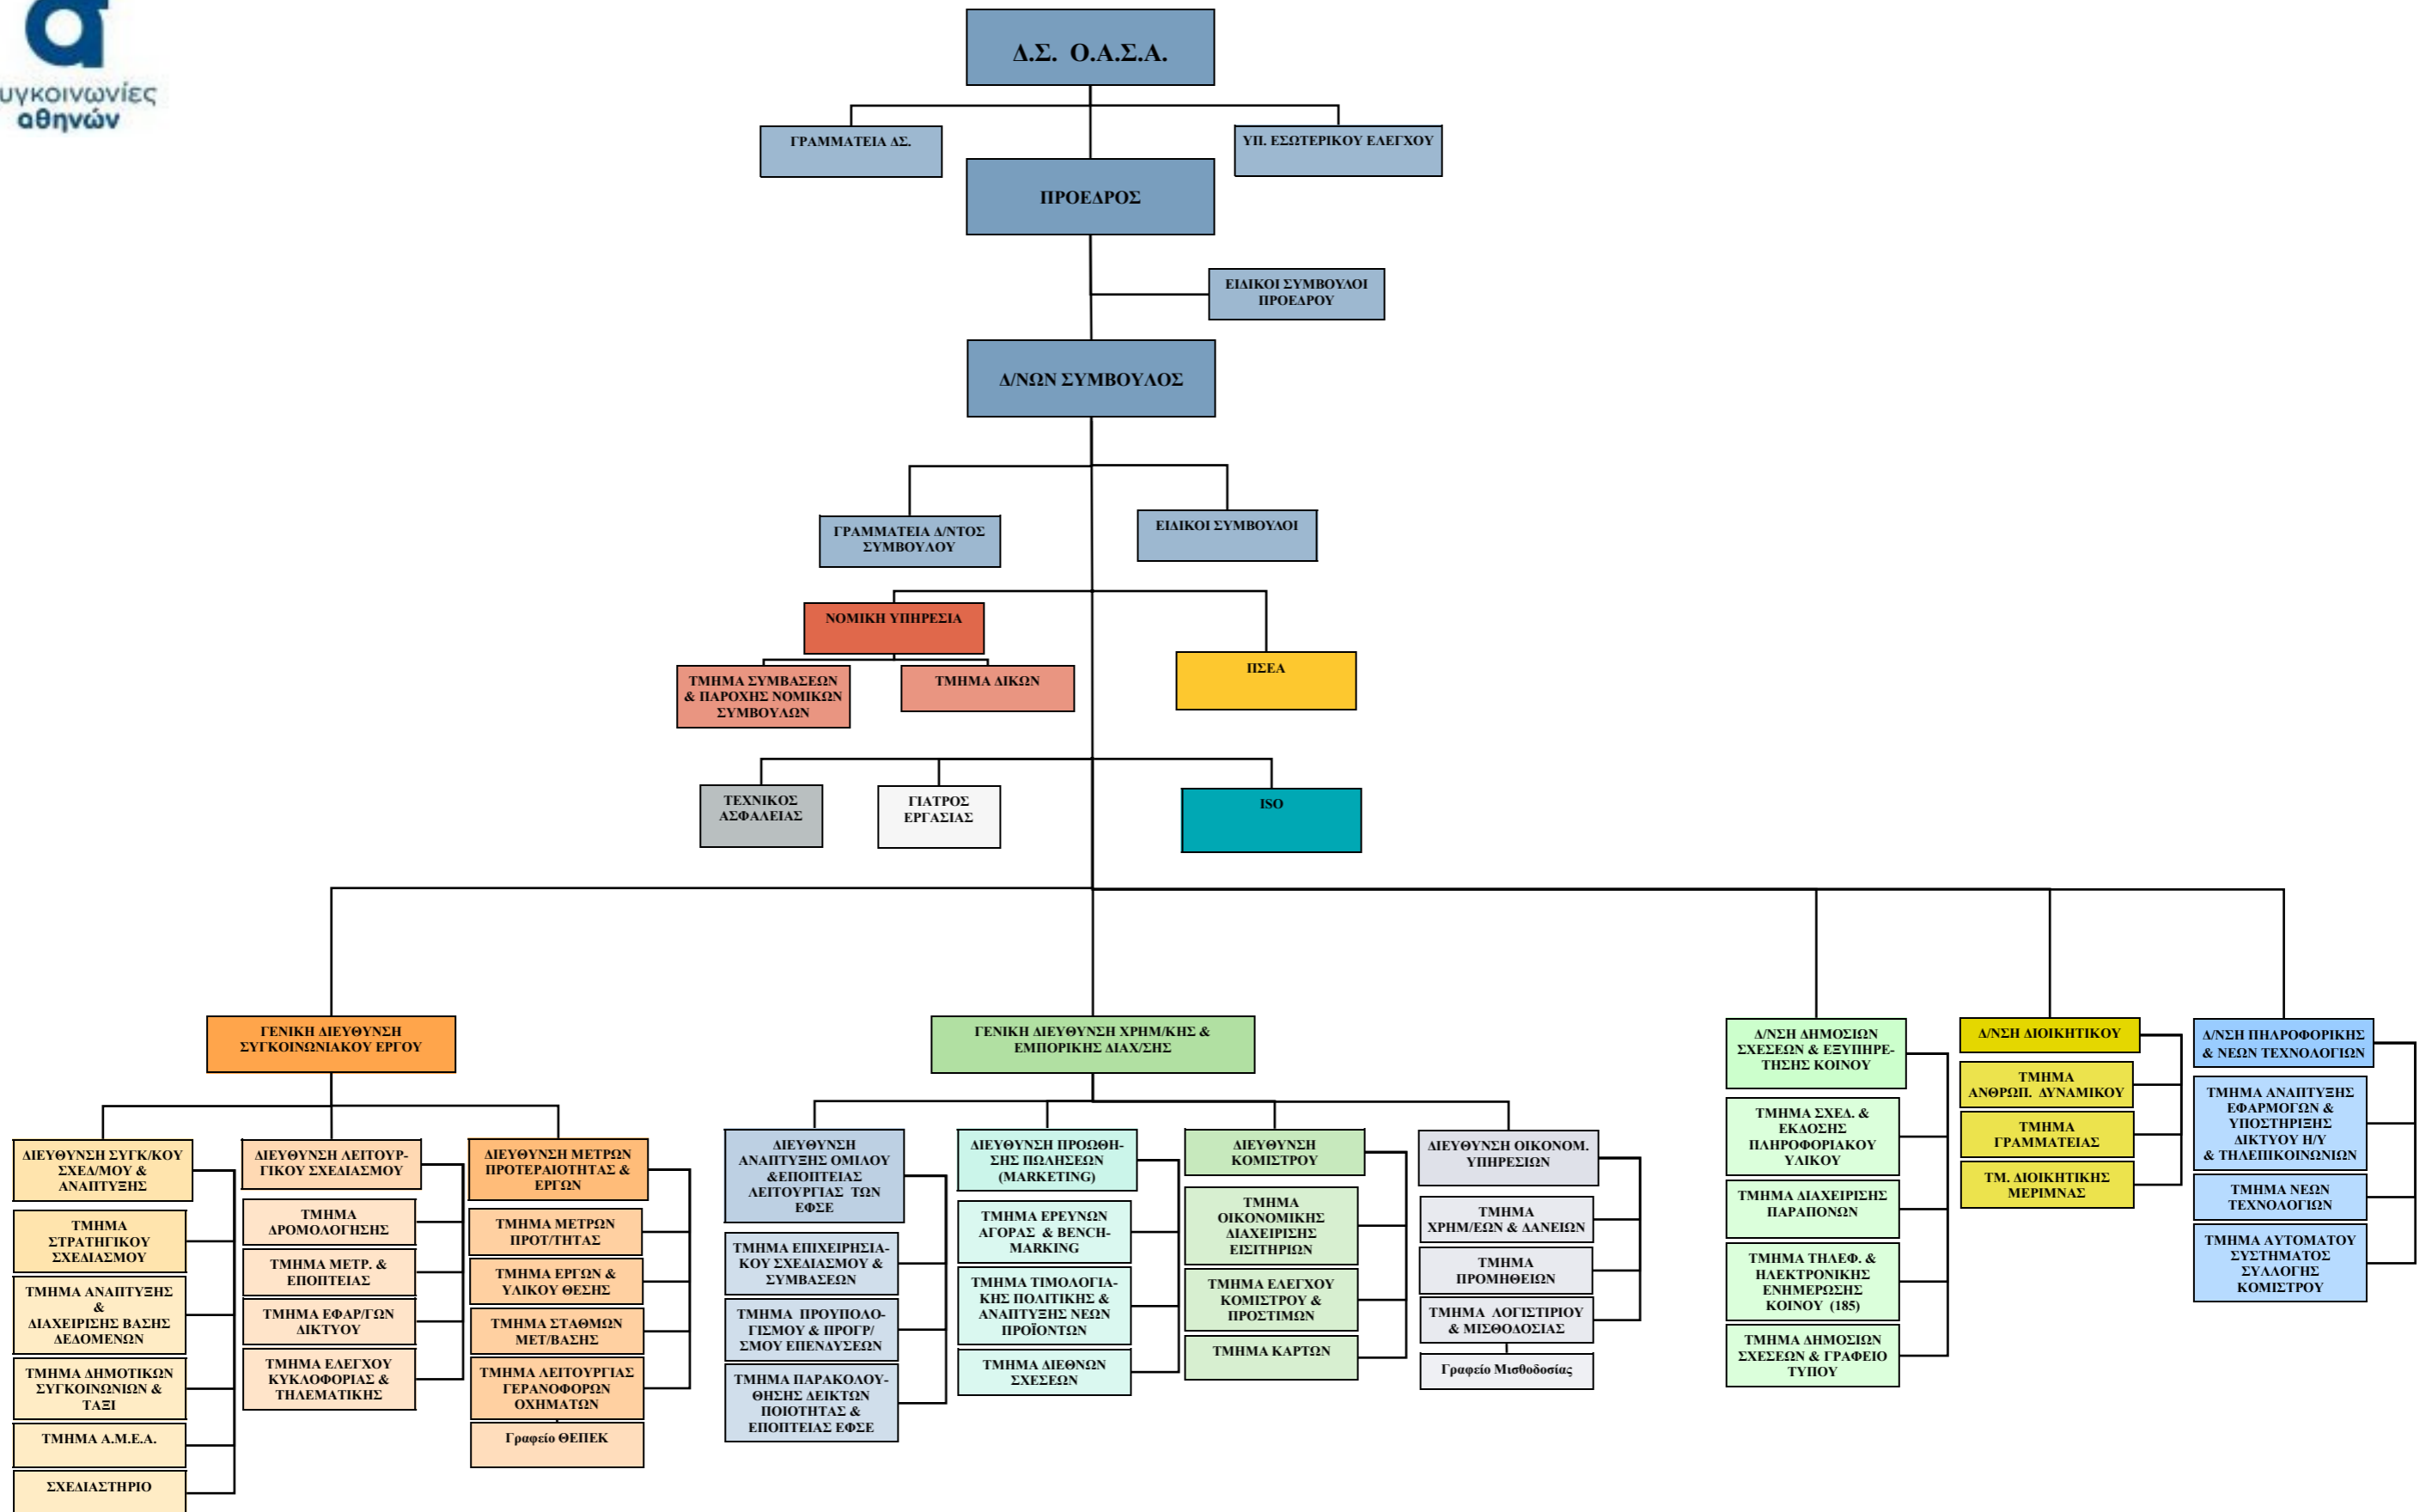 υγκοινωνίες
αθηνών
Δ.Σ. Ο.Α.Σ.Α.
ΓΡΑΜΜΑΤΕΙΑ ΔΣ.
ΥΠ. ΕΣΩΤΕΡΙΚΟΥ ΕΛΕΓΧΟΥ
ΠΡΟΕΔΡΟΣ
ΕΙΔΙΚΟΙ ΣΥΜΒΟΥΛΟΙ
ΠΡΟΕΔΡΟΥ
Δ/ΝΩΝ ΣΥΜΒΟΥΛΟΣ
ΓΡΑΜΜΑΤΕΙΑ Δ/ΝΤΟΣ
ΣΥΜΒΟΥΛΟΥ
ΕΙΔΙΚΟΙ ΣΥΜΒΟΥΛΟΙ
ΝΟΜΙΚΗ ΥΠΗΡΕΣΙΑ
ΤΜΗΜΑ ΣΥΜΒΑΣΕΩΝ
& ΠΑΡΟΧΗΣ ΝΟΜΙΚΩΝ
ΣΥΜΒΟΥΛΩΝ
ΤΜΗΜΑ ΔΙΚΩΝ
ΠΣΕΑ
ΤΕΧΝΙΚΟΣ
ΑΣΦΑΛΕΙΑΣ
ΓΙΑΤΡΟΣ
ΕΡΓΑΣΙΑΣ
ISO
ΓΕΝΙΚΗ ΔΙΕΥΘΥΝΣΗ
ΣΥΓΚΟΙΝΩΝΙΑΚΟΥ ΕΡΓΟΥ
ΔΙΕΥΘΥΝΣΗ ΣΥΓΚ/ΚΟΥ
ΣΧΕΔ/ΜΟΥ &
ΑΝΑΠΤΥΞΗΣ
ΤΜΗΜΑ
ΣΤΡΑΤΗΓΙΚΟΥ
ΣΧΕΔΙΑΣΜΟΥ
ΤΜΗΜΑ ΑΝΑΠΤΥΞΗΣ
&
ΔΙΑΧΕΙΡΙΣΗΣ ΒΑΣΗΣ
ΔΕΔΟΜΕΝΩΝ
ΤΜΗΜΑ ΔΗΜΟΤΙΚΩΝ
ΣΥΓΚΟΙΝΩΝΙΩΝ &
ΤΑΞΙ
ΤΜΗΜΑ Α.Μ.Ε.Α.
ΣΧΕΔΙΑΣΤΗΡΙΟ
ΔΙΕΥΘΥΝΣΗ ΛΕΙΤΟΥΡ-
ΓΙΚΟΥ ΣΧΕΔΙΑΣΜΟΥ
ΤΜΗΜΑ
ΔΡΟΜΟΛΟΓΗΣΗΣ
ΤΜΗΜΑ ΜΕΤΡ. &
ΕΠΟΠΤΕΙΑΣ
ΤΜΗΜΑ ΕΦΑΡ/ΓΩΝ
ΔΙΚΤΥΟΥ
ΤΜΗΜΑ ΕΛΕΓΧΟΥ
ΚΥΚΛΟΦΟΡΙΑΣ &
ΤΗΛΕΜΑΤΙΚΗΣ
ΔΙΕΥΘΥΝΣΗ ΜΕΤΡΩΝ
ΠΡΟΤΕΡΑΙΟΤΗΤΑΣ &
ΕΡΓΩΝ
ΤΜΗΜΑ ΜΕΤΡΩΝ
ΠΡΟΤ/ΤΗΤΑΣ
ΤΜΗΜΑ ΕΡΓΩΝ &
ΥΛΙΚΟΥ ΘΕΣΗΣ
ΤΜΗΜΑ ΣΤΑΘΜΩΝ
ΜΕΤ/ΒΑΣΗΣ
ΤΜΗΜΑ ΛΕΙΤΟΥΡΓΙΑΣ
ΓΕΡΑΝΟΦΟΡΩΝ
ΟΧΗΜΑΤΩΝ
Γραφείο ΘΕΠΕΚ
ΓΕΝΙΚΗ ΔΙΕΥΘΥΝΣΗ ΧΡΗΜ/ΚΗΣ &
ΕΜΠΟΡΙΚΗΣ ΔΙΑΧ/ΣΗΣ
ΔΙΕΥΘΥΝΣΗ
ΑΝΑΠΤΥΞΗΣ ΟΜΙΛΟΥ
&ΕΠΟΠΤΕΙΑΣ
ΛΕΙΤΟΥΡΓΙΑΣ ΤΩΝ
ΕΦΣΕ
ΤΜΗΜΑ ΕΠΙΧΕΙΡΗΣΙΑ-
ΚΟΥ ΣΧΕΔΙΑΣΜΟΥ &
ΣΥΜΒΑΣΕΩΝ
ΤΜΗΜΑ ΠΡΟΥΠΟΛΟ-
ΓΙΣΜΟΥ & ΠΡΟΓΡ/
ΣΜΟΥ ΕΠΕΝΔΥΣΕΩΝ
ΤΜΗΜΑ ΠΑΡΑΚΟΛΟΥ-
ΘΗΣΗΣ ΔΕΙΚΤΩΝ
ΠΟΙΟΤΗΤΑΣ &
ΕΠΟΠΤΕΙΑΣ ΕΦΣΕ
ΔΙΕΥΘΥΝΣΗ ΠΡΟΩΘΗ-
ΣΗΣ ΠΩΛΗΣΕΩΝ
(MARKETING)
ΤΜΗΜΑ ΕΡΕΥΝΩΝ
ΑΓΟΡΑΣ & BENCH-
MARKING
ΤΜΗΜΑ ΤΙΜΟΛΟΓΙΑ-
ΚΗΣ ΠΟΛΙΤΙΚΗΣ &
ΑΝΑΠΤΥΞΗΣ ΝΕΩΝ
ΠΡΟΪΟΝΤΩΝ
ΤΜΗΜΑ ΔΙΕΘΝΩΝ
ΣΧΕΣΕΩΝ
ΔΙΕΥΘΥΝΣΗ
ΚΟΜΙΣΤΡΟΥ
ΤΜΗΜΑ
ΟΙΚΟΝΟΜΙΚΗΣ
ΔΙΑΧΕΙΡΙΣΗΣ
ΕΙΣΙΤΗΡΙΩΝ
ΤΜΗΜΑ ΕΛΕΓΧΟΥ
ΚΟΜΙΣΤΡΟΥ &
ΠΡΟΣΤΙΜΩΝ
ΤΜΗΜΑ ΚΑΡΤΩΝ
ΔΙΕΥΘΥΝΣΗ ΟΙΚΟΝΟΜ.
ΥΠΗΡΕΣΙΩΝ
ΤΜΗΜΑ
ΧΡΗΜ/ΕΩΝ & ΔΑΝΕΙΩΝ
ΤΜΗΜΑ
ΠΡΟΜΗΘΕΙΩΝ
ΤΜΗΜΑ ΛΟΓΙΣΤΙΡΙΟΥ
& ΜΙΣΘΟΔΟΣΙΑΣ
Γραφείο Μισθοδοσίας
Δ/ΝΣΗ ΔΗΜΟΣΙΩΝ
ΣΧΕΣΕΩΝ & ΕΞΥΠΗΡΕ-
ΤΗΣΗΣ ΚΟΙΝΟΥ
ΤΜΗΜΑ ΣΧΕΔ. &
ΕΚΔΟΣΗΣ
ΠΛΗΡΟΦΟΡΙΑΚΟΥ
ΥΛΙΚΟΥ
ΤΜΗΜΑ ΔΙΑΧΕΙΡΙΣΗΣ
ΠΑΡΑΠΟΝΩΝ
ΤΜΗΜΑ ΤΗΛΕΦ. &
ΗΛΕΚΤΡΟΝΙΚΗΣ
ΕΝΗΜΕΡΩΣΗΣ
ΚΟΙΝΟΥ (185)
ΤΜΗΜΑ ΔΗΜΟΣΙΩΝ
ΣΧΕΣΕΩΝ & ΓΡΑΦΕΙΟ
ΤΥΠΟΥ
Δ/ΝΣΗ ΔΙΟΙΚΗΤΙΚΟΥ
ΤΜΗΜΑ
ΑΝΘΡΩΠ. ΔΥΝΑΜΙΚΟΥ
ΤΜΗΜΑ
ΓΡΑΜΜΑΤΕΙΑΣ
ΤΜ. ΔΙΟΙΚΗΤΙΚΗΣ
ΜΕΡΙΜΝΑΣ
Δ/ΝΣΗ ΠΗΛΡΟΦΟΡΙΚΗΣ
& ΝΕΩΝ ΤΕΧΝΟΛΟΓΙΩΝ
ΤΜΗΜΑ ΑΝΑΠΤΥΞΗΣ
ΕΦΑΡΜΟΓΩΝ &
ΥΠΟΣΤΗΡΙΞΗΣ
ΔΙΚΤΥΟΥ Η/Υ
& ΤΗΛΕΠΙΚΟΙΝΩΝΙΩΝ
ΤΜΗΜΑ ΝΕΩΝ
ΤΕΧΝΟΛΟΓΙΩΝ
ΤΜΗΜΑ ΑΥΤΟΜΑΤΟΥ
ΣΥΣΤΗΜΑΤΟΣ
ΣΥΛΛΟΓΗΣ
ΚΟΜΙΣΤΡΟΥ